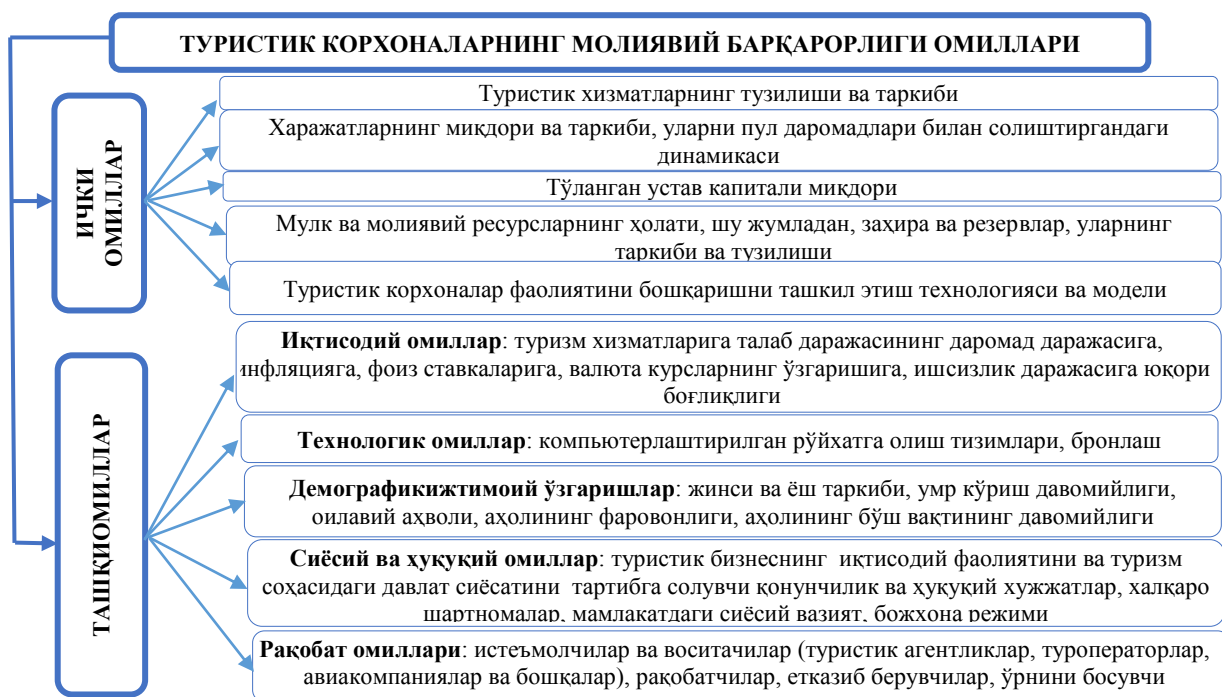 ТУРИСТИК КОРХОНАЛАРНИНГ МОЛИЯВИЙ БАРҚАРОРЛИГИ ОМИЛЛАРИ
ИЧКИ
ОМИЛЛАР
Туристик хизматларнинг тузилиши ва таркиби
Харажатларнинг миқдори ва таркиби, уларни пул даромадлари билан солиштиргандаги
динамикаси
Тўланган устав капитали миқдори
Мулк ва молиявий ресурсларнинг ҳолати, шу жумладан, заҳира ва резервлар, уларнинг
таркиби ва тузилиши
Туристик корхоналар фаолиятини бошқаришни ташкил этиш технологияси ва модели
ТАШҚИОМИЛЛАР
Иқтисодий омиллар: туризм хизматларига талаб даражасининг даромад даражасига,
инфляцияга, фоиз ставкаларига, валюта курсларнинг ўзгаришига, ишсизлик даражасига юқори
боғлиқлиги
Технологик омиллар: компьютерлаштирилган рўйхатга олиш тизимлари, бронлаш
Демографикижтимоий ўзгаришлар: жинси ва ёш таркиби, умр кўриш давомийлиги,
оилавий аҳволи, аҳолининг фаровонлиги, аҳолининг бўш вақтининг давомийлиги
Сиёсий ва ҳуқуқий омиллар: туристик бизнеснинг иқтисодий фаолиятини ва туризм
соҳасидаги давлат сиёсатини тартибга солувчи қонунчилик ва ҳуқуқий хужжатлар, халқаро
шартномалар, мамлакатдаги сиёсий вазият, божхона режими
Рақобат омиллари: истеъмолчилар ва воситачилар (туристик агентликлар, туроператорлар,
авиакомпаниялар ва бошқалар), рақобатчилар, етказиб берувчилар, ўрнини босувчи